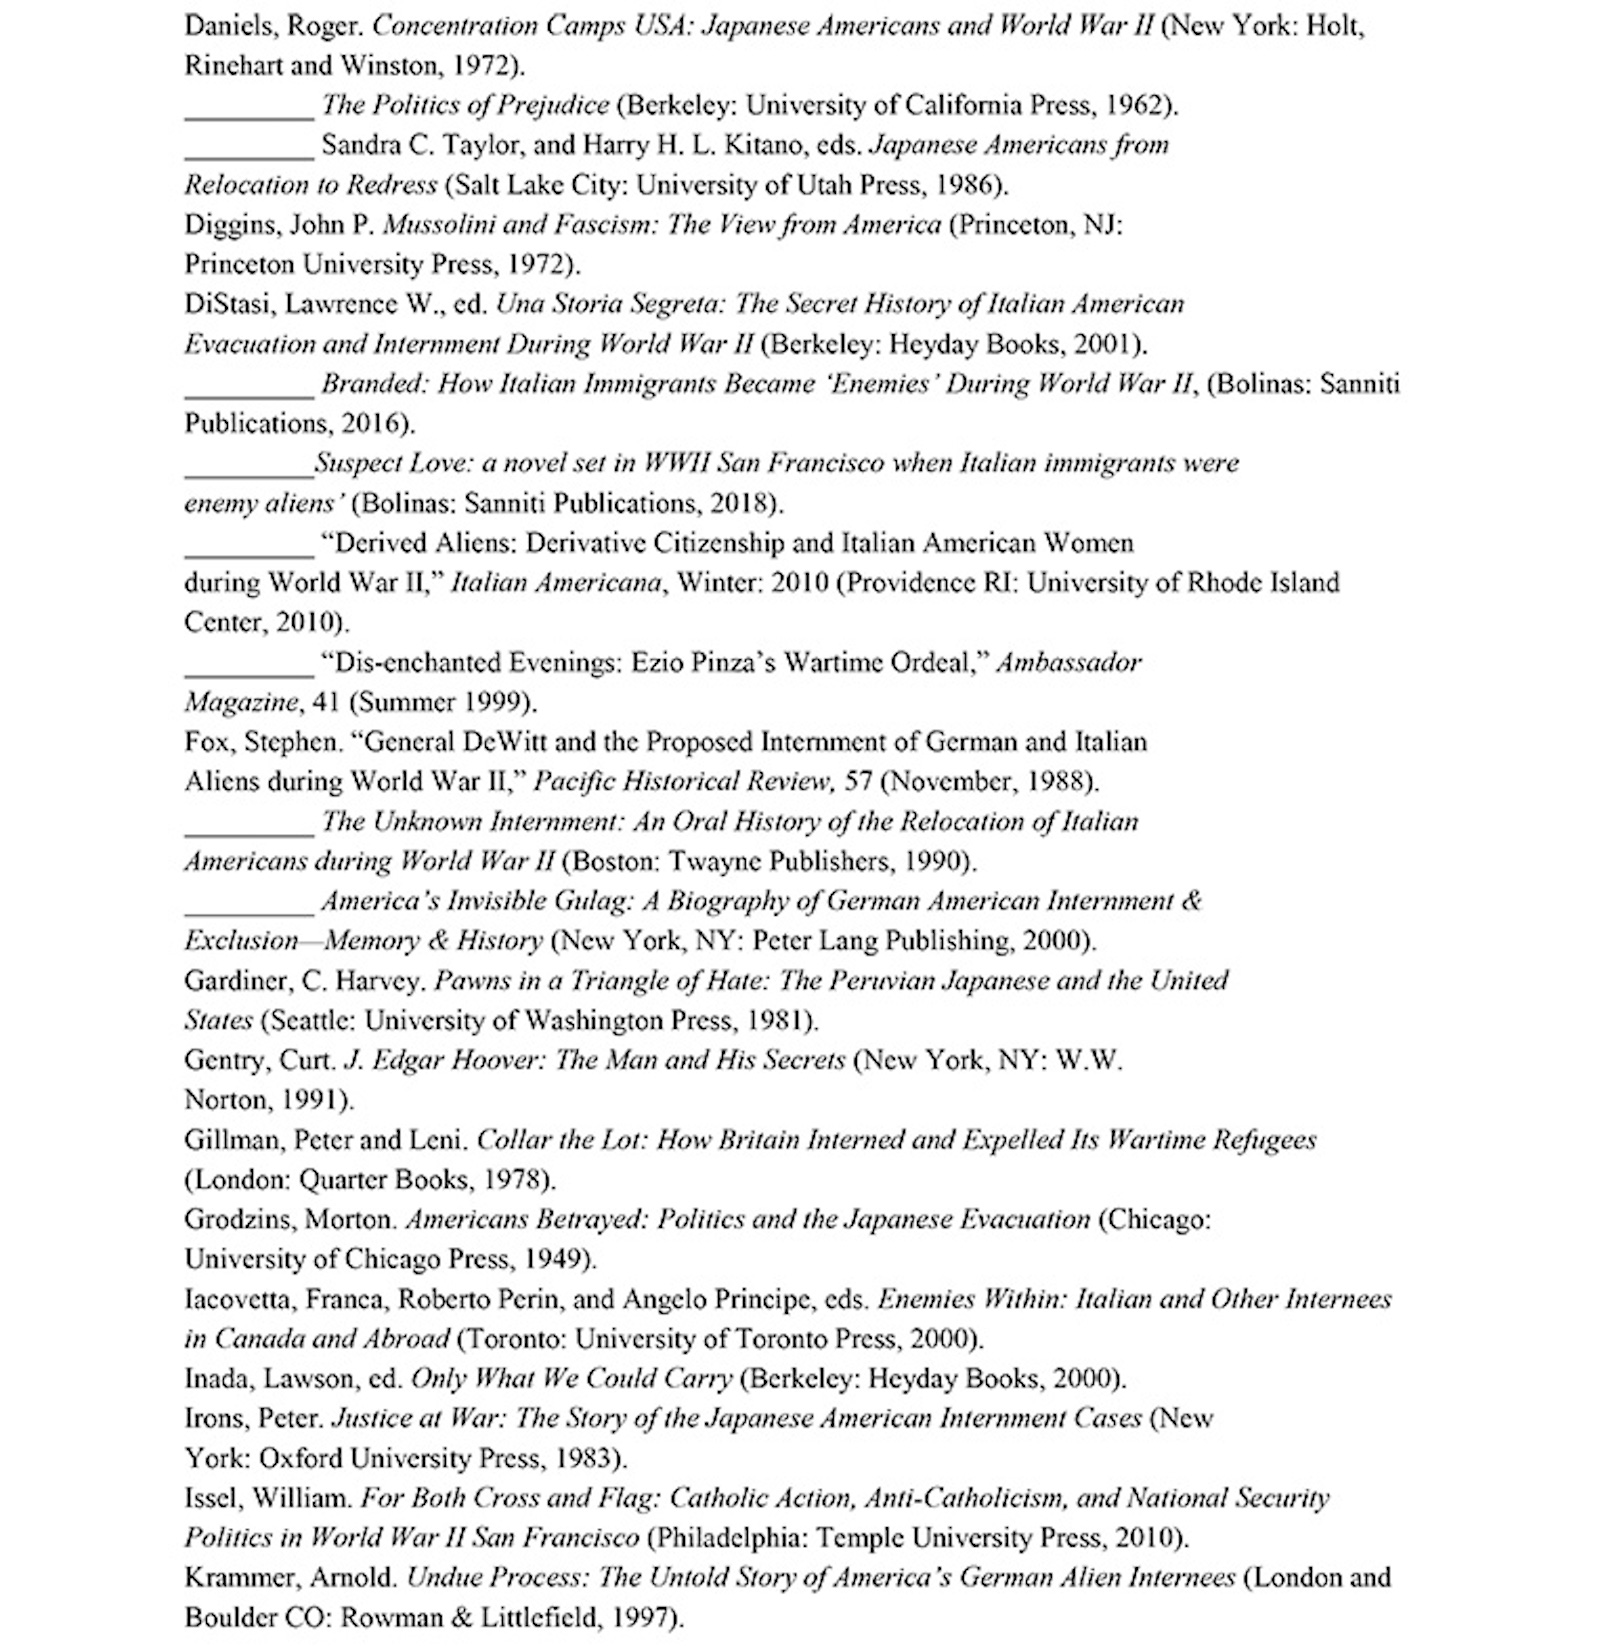 Daniels, Roger. Concentration Camps USA: Japanese Americans and World War II (New York: Holt,
Rinehart and Winston, 1972).
__________ The Politics of Prejudice (Berkeley: University of California Press, 1962).
__________ Sandra C. Taylor, and Harry H. L. Kitano, eds. Japanese Americans from
Relocation to Redress (Salt Lake City: University of Utah Press, 1986).
Diggins, John P. Mussolini and Fascism: The View from America (Princeton, NJ:
Princeton University Press, 1972).
DiStasi, Lawrence W., ed. Una Storia Segreta: The Secret History of Italian American
Evacuation and Internment During World War II (Berkeley: Heyday Books, 2001).
__________ Branded: How Italian Immigrants Became ‘Enemies’ During World War II, (Bolinas: Sanniti
Publications, 2016).
__________Suspect Love: a novel set in WWII San Francisco when Italian immigrants were
enemy aliens’ (Bolinas: Sanniti Publications, 2018).
__________ “Derived Aliens: Derivative Citizenship and Italian American Women
during World War II,” Italian Americana, Winter: 2010 (Providence RI: University of Rhode Island
Center, 2010).
__________ “Dis-enchanted Evenings: Ezio Pinza’s Wartime Ordeal,” Ambassador
Magazine, 41 (Summer 1999).
Fox, Stephen. “General DeWitt and the Proposed Internment of German and Italian
Aliens during World War II,” Pacific Historical Review, 57 (November, 1988).
__________ The Unknown Internment: An Oral History of the Relocation of Italian
Americans during World War II (Boston: Twayne Publishers, 1990).
__________ America’s Invisible Gulag: A Biography of German American Internment &
Exclusion—Memory & History (New York, NY: Peter Lang Publishing, 2000).
Gardiner, C. Harvey. Pawns in a Triangle of Hate: The Peruvian Japanese and the United
States (Seattle: University of Washington Press, 1981).
Gentry, Curt. J. Edgar Hoover: The Man and His Secrets (New York, NY: W.W.
Norton, 1991).
Gillman, Peter and Leni. Collar the Lot: How Britain Interned and Expelled Its Wartime Refugees
(London: Quarter Books, 1978).
Grodzins, Morton. Americans Betrayed: Politics and the Japanese Evacuation (Chicago:
University of Chicago Press, 1949).
Iacovetta, Franca, Roberto Perin, and Angelo Principe, eds. Enemies Within: Italian and Other Internees
in Canada and Abroad (Toronto: University of Toronto Press, 2000).
Inada, Lawson, ed. Only What We Could Carry (Berkeley: Heyday Books, 2000).
Irons, Peter. Justice at War: The Story of the Japanese American Internment Cases (New
York: Oxford University Press, 1983).
Issel, William. For Both Cross and Flag: Catholic Action, Anti-Catholicism, and National Security
Politics in World War II San Francisco (Philadelphia: Temple University Press, 2010).
Krammer, Arnold. Undue Process: The Untold Story of America’s German Alien Internees (London and
Boulder CO: Rowman & Littlefield, 1997).